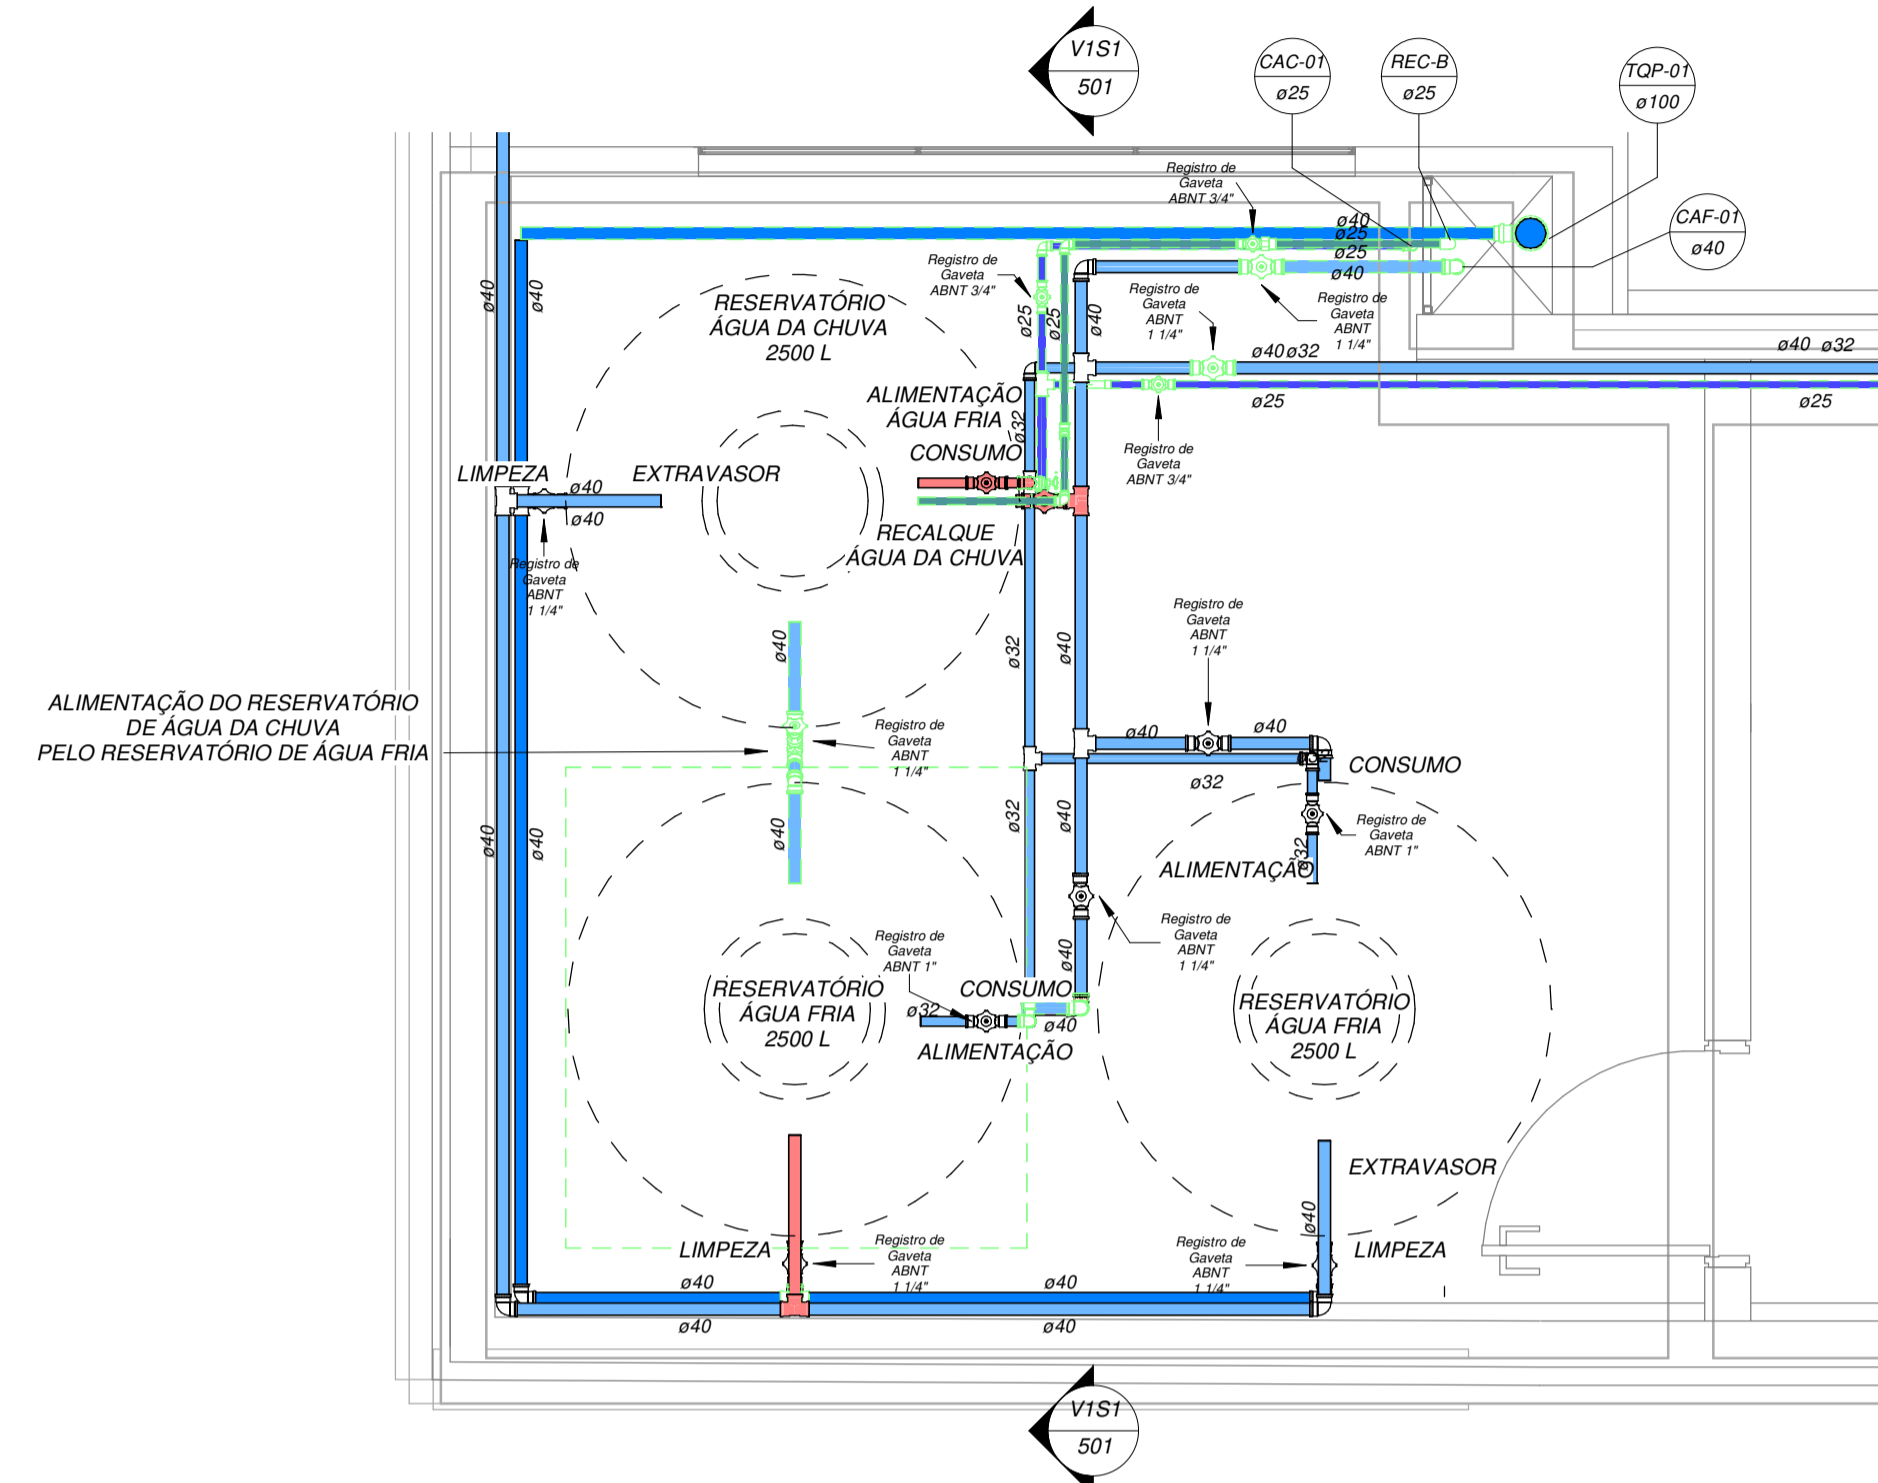 V1S1
501
CAC-01
ø25
REC-B
ø25
TQP-01
ø100
CAF-01
ø40
Registro de
Gaveta
ABNT 3/4"
ø40
ø25
ø25
ø40
Registro de
Gaveta
ABNT 3/4"
Registro de
Gaveta
ABNT
1 1/4"
Registro de
Gaveta
ABNT
1 1/4"
ø40
ø40
RESERVATÓRIO
ÁGUA DA CHUVA
2500 L
ø25
ø25
ø40
ø40 ø32
ø40 ø32
ø25
ø25
ALIMENTAÇÃO
ÁGUA FRIA
ø32
CONSUMO
Registro de
Gaveta
ABNT 3/4"
LIMPEZA
EXTRAVASOR
ø40
ø40
RECALQUE
ÁGUA DA CHUVA
Registro de
Gaveta
ABNT
1 1/4"
Registro de
Gaveta
ABNT
1 1/4"
ø40
ø32
ø40
ALIMENTAÇÃO DO RESERVATÓRIO
DE ÁGUA DA CHUVA
PELO RESERVATÓRIO DE ÁGUA FRIA
Registro de
Gaveta
ABNT
1 1/4"
ø40
ø40
CONSUMO
ø32
ø40
ø40
ø40
ø32
ø40
Registro de
Gaveta
ABNT 1"
ø32
ALIMENTAÇÃO
Registro de
Gaveta
ABNT
1 1/4"
Registro de
Gaveta
ABNT 1"
ø40
RESERVATÓRIO
ÁGUA FRIA
2500 L
CONSUMO
ø32
ø40
ALIMENTAÇÃO
RESERVATÓRIO
ÁGUA FRIA
2500 L
EXTRAVASOR
ø40
LIMPEZA
Registro de
Gaveta
ABNT
1 1/4"
Registro de
Gaveta
ABNT
1 1/4"
LIMPEZA
ø40
ø40
ø40
ø40
V1S1
501